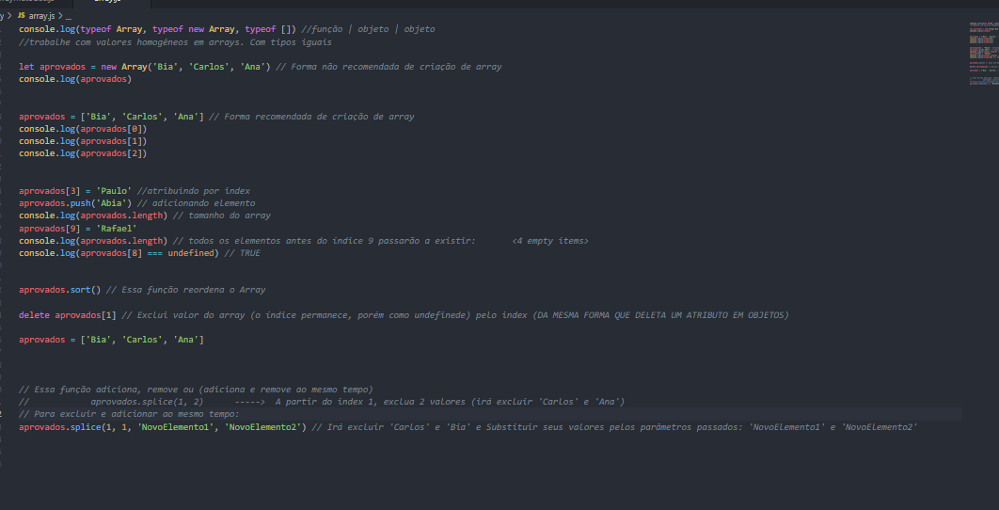 array.js
array.js > ...
console.log(typeof Array, typeof new Array, typeof []) //função | objeto | objeto
//trabalhe com valores homogêneos em arrays. Com tipos iguais
let aprovados = new Array('Bia', 'Carlos', 'Ana') // Forma não recomendada de criação de array
console.log(aprovados)
aprovados = ['Bia', 'Carlos', 'Ana'] // Forma recomendada de criação de array
console.log(aprovados[0])
console.log(aprovados[1])
console.log(aprovados[2])
aprovados[3] = 'Paulo' //atribuindo por index
aprovados.push('Abia') // adicionando elemento
console.log(aprovados.length) // tamanho do array
aprovados[9] = 'Rafael'
console.log(aprovados.length) // todos os elementos antes do indice 9 passarão a existir: <4 empty items>
console.log(aprovados[8] === undefined) // TRUE
aprovados.sort() // Essa função reordena o Array
delete aprovados[1] // Exclui valor do array (o indice permanece, porém como undefinede) pelo index (DA MESMA FORMA QUE DELETA UM ATRIBUTO EM OBJETOS)
aprovados = ['Bia', 'Carlos', 'Ana']
// Essa função adiciona, remove ou (adiciona e remove ao mesmo tempo)
// aprovados.splice(1, 2) -----> A partir do index 1, exclua 2 valores (irá excluir 'Carlos' e 'Ana')
// Para excluir e adicionar ao mesmo tempo:
aprovados.splice(1, 1, 'NovoElemento1', 'NovoElemento2') // Irá excluir 'Carlos' e 'Bia' e Substituir seus valores pelos parâmetros passados: 'NovoElemento1' e 'NovoElemento2'